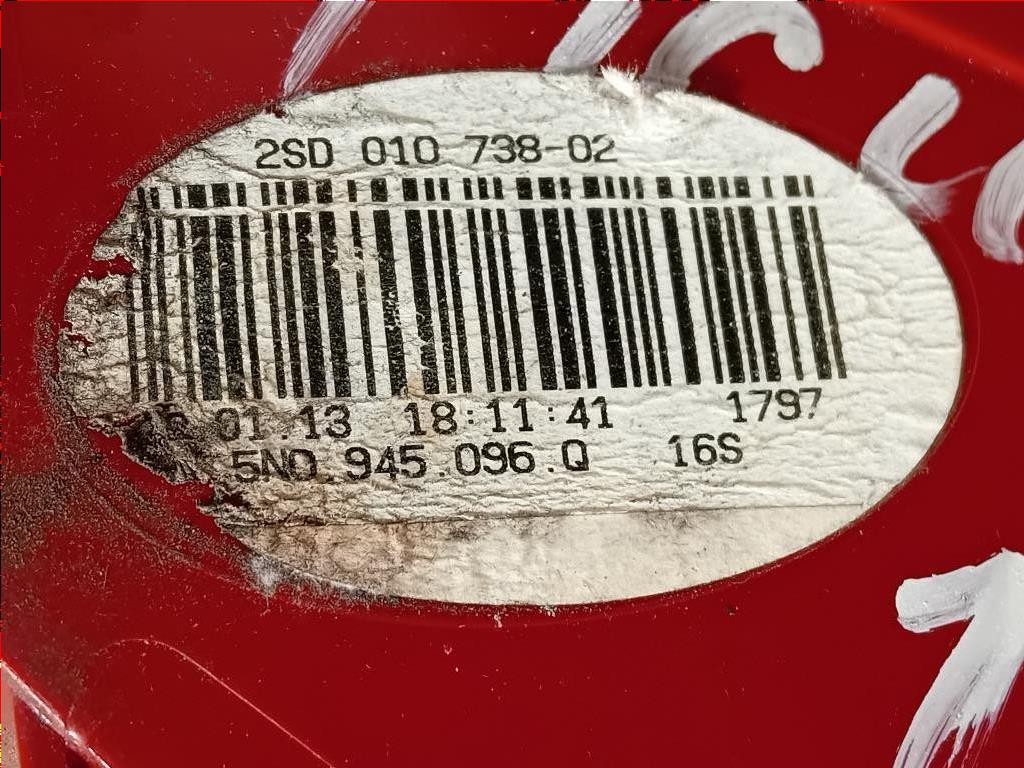 2SD 010 738-02
01.13 18:11:41 1797
5N0.945.096.Q 16S